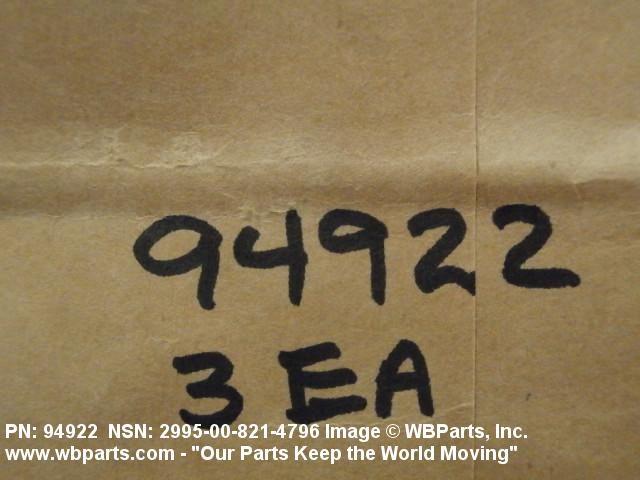 94922
3 EA
PN: 94922 NSN: 2995-00-821-4796 Image © WBParts, Inc.
www.wbparts.com - "Our Parts Keep the World Moving"